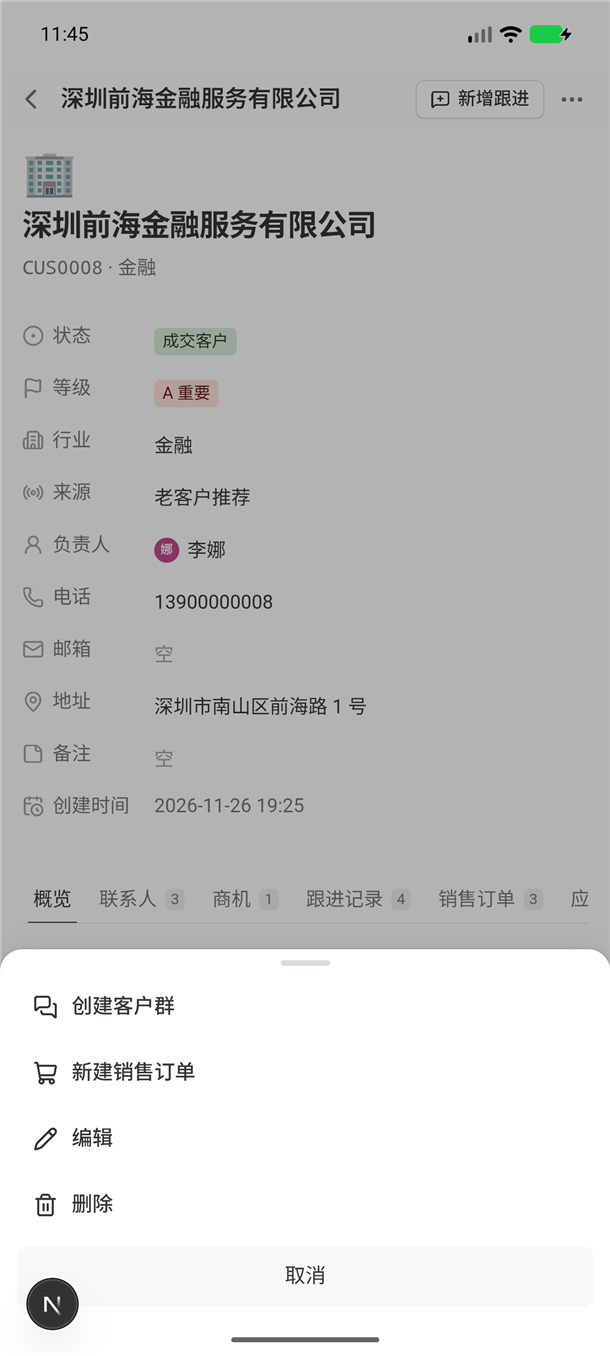 11:45
深圳前海金融服务有限公司
新增跟进
深圳前海金融服务有限公司
CUS0008 · 金融
状态 成交客户
等级 A 重要
行业 金融
来源 老客户推荐
负责人 娜 李娜
电话 13900000008
邮箱 空
地址 深圳市南山区前海路 1 号
备注 空
创建时间 2026-11-26 19:25
概览 联系人 3 商机 1 跟进记录 4 销售订单 3 应
创建客户群
新建销售订单
编辑
删除
取消
N